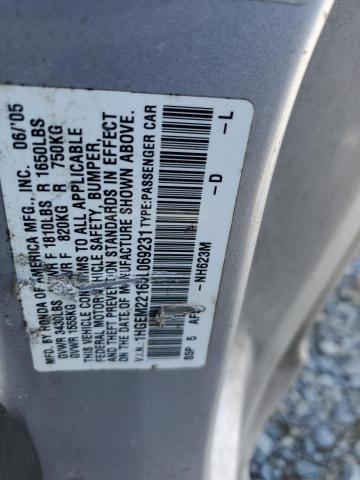 MFD. BY HONDA OF AMERICA MFG., INC. 06/'05
GVWR 3435LBS GAWR F 1810LBS R 1650LBS
GVWR 1555KG GAWR F 820KG R 750KG
THIS VEHICLE CONFORMS TO ALL APPLICABLE
FEDERAL MOTOR VEHICLE SAFETY, BUMPER,
AND THEFT PREVENTION STANDARDS IN EFFECT
ON THE DATE OF MANUFACTURE SHOWN ABOVE.
V.I.N.: 1HGEM22165L069231 TYPE:PASSENGER CAR
NH623M -D -L
S5P 5